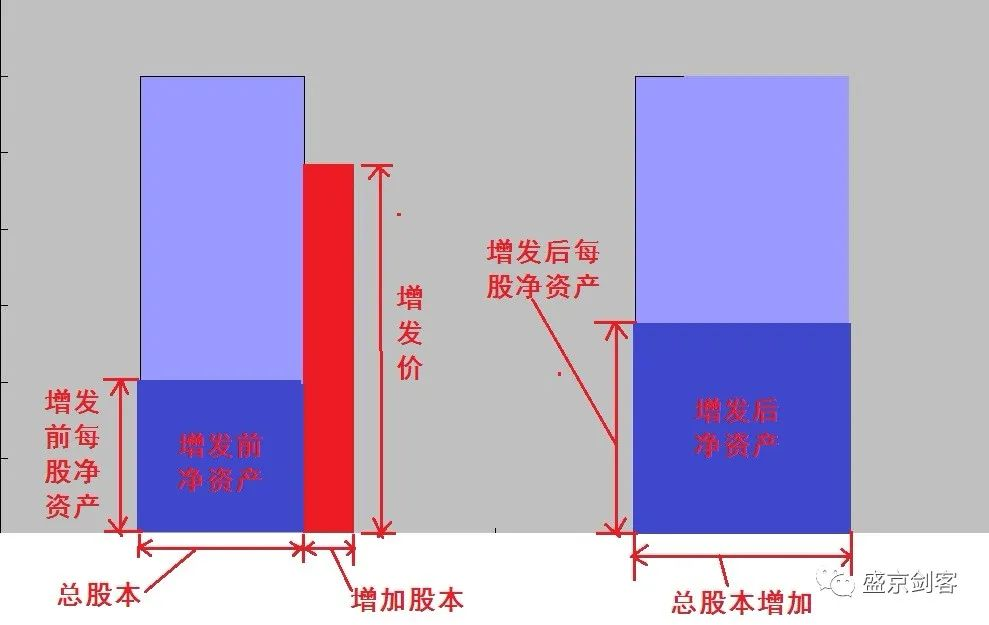 增发后每
股净资产
增
发
价
增发
前每
股净
资产
增发前
净资产
增发后
净资产
总股本
增加股本
总股本增加
盛京剑客